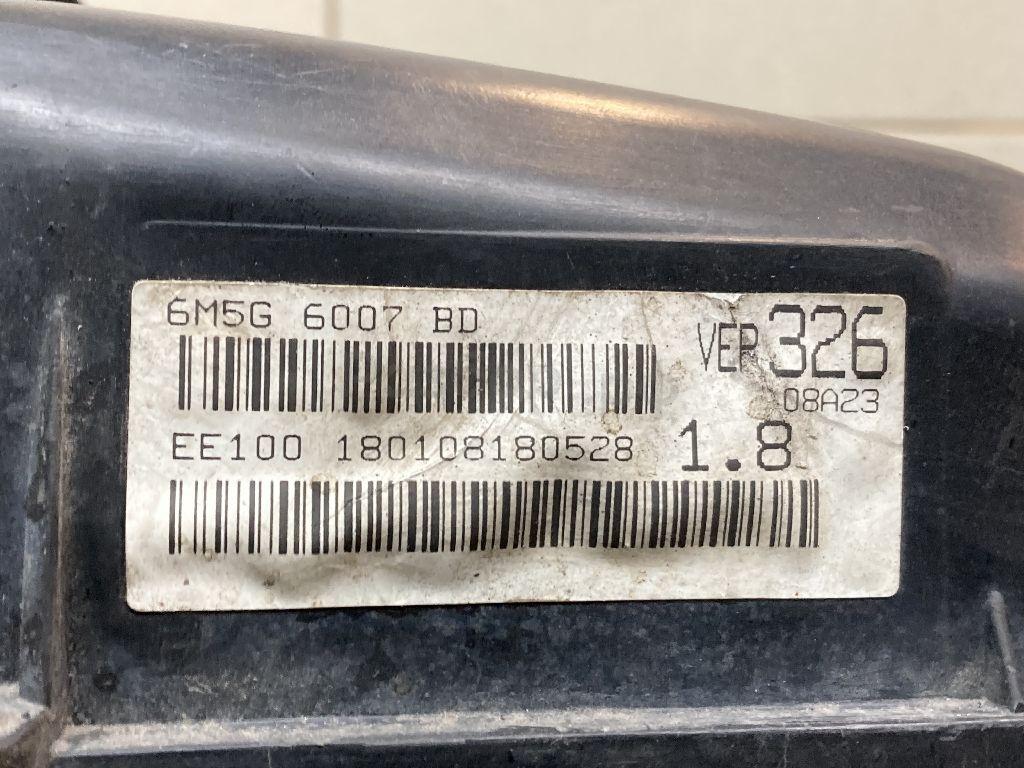 6M5G 6007 BD
VEP 326
08A23
EE100 180108180528
1.8